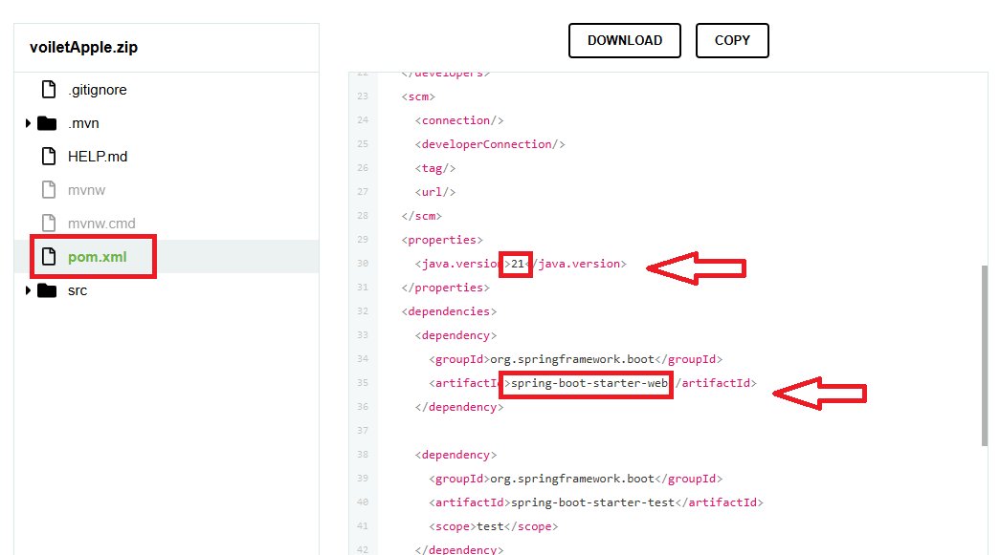 voiletApple.zip
.gitignore
.mvn
HELP.md
mvnw
mvnw.cmd
pom.xml
src
DOWNLOAD
COPY
22 </developers>
23 <scm>
24 <connection/>
25 <developerConnection/>
26 <tag/>
27 <url/>
28 </scm>
29 <properties>
30 <java.version>21</java.version>
31 </properties>
32 <dependencies>
33 <dependency>
34 <groupId>org.springframework.boot</groupId>
35 <artifactId>spring-boot-starter-web</artifactId>
36 </dependency>
37
38 <dependency>
39 <groupId>org.springframework.boot</groupId>
40 <artifactId>spring-boot-starter-test</artifactId>
41 <scope>test</scope>
42 </dependency>